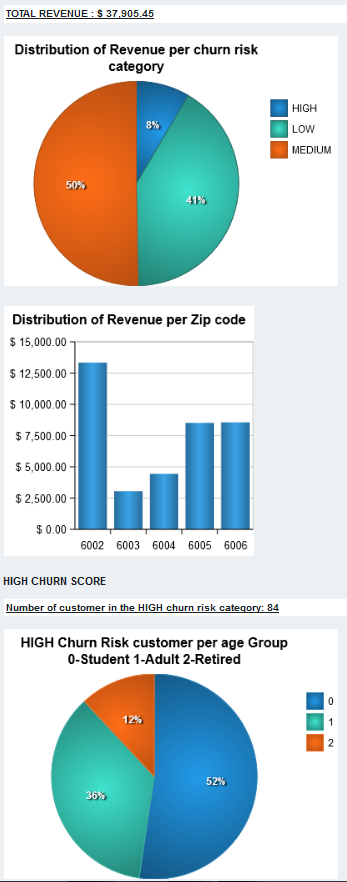 TOTAL REVENUE : $ 37,905.45
Distribution of Revenue per churn risk
category
8%
HIGH
LOW
MEDIUM
50%
41%
Distribution of Revenue per Zip code
$ 15,000.00
$ 12,500.00
$ 10,000.00
$ 7,500.00
$ 5,000.00
$ 2,500.00
$ 0.00
6002 6003 6004 6005 6006
HIGH CHURN SCORE
Number of customer in the HIGH churn risk category: 84
HIGH Churn Risk customer per age Group
0-Student 1-Adult 2-Retired
0
1
2
12%
52%
36%